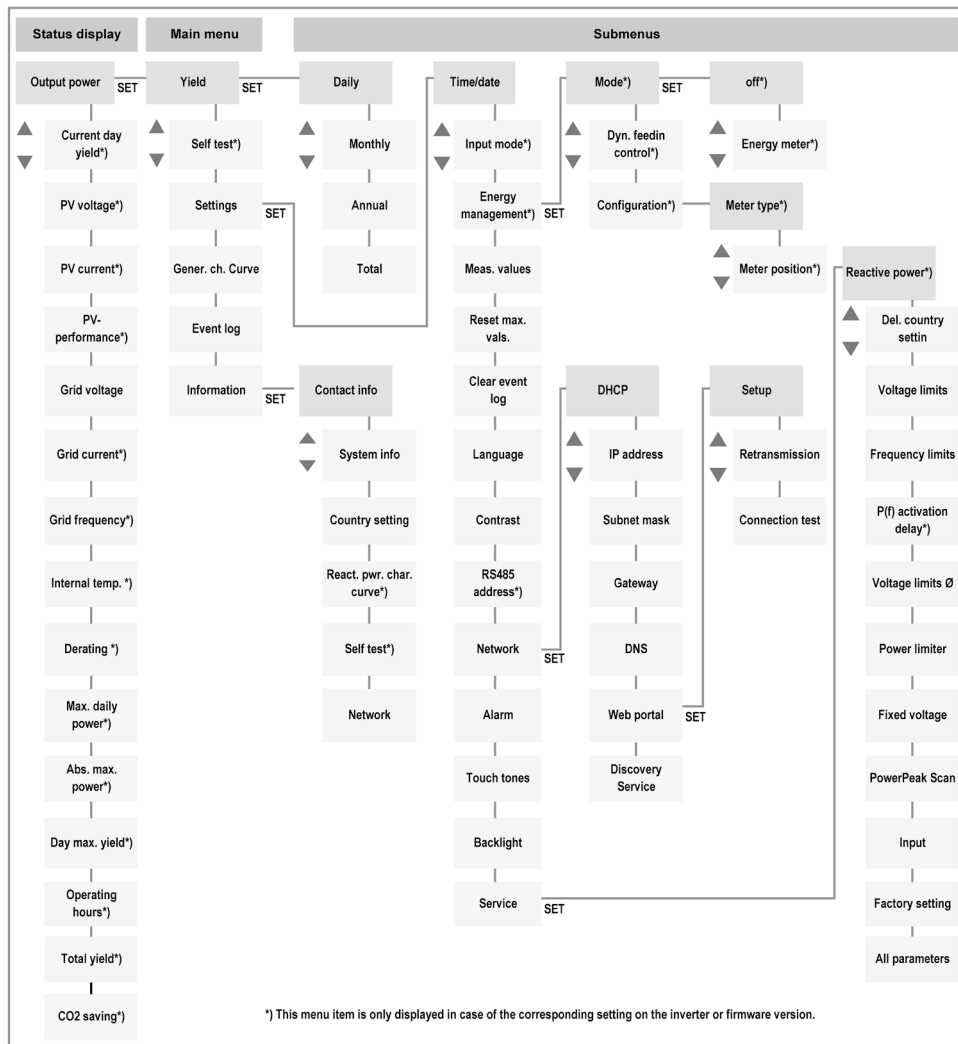 Status display
Main menu
Submenus
Output power
SET
Yield
SET
Daily
Time/date
Mode*)
SET
off*)
Current day
yield*)
Self test*)
Monthly
Input mode*)
Dyn. feedin
control*)
Energy meter*)
PV voltage*)
Settings
SET
Annual
Energy
management*)
SET
Configuration*)
Meter type*)
PV current*)
Gener. ch. Curve
Total
Meas. values
Meter position*)
Reactive power*)
PV-
performance*)
Event log
Reset max.
vals.
Del. country
settin
Grid voltage
Information
SET
Contact info
Clear event
log
DHCP
Setup
Voltage limits
Grid current*)
System info
Language
IP address
Retransmission
Frequency limits
Grid frequency*)
Country setting
Contrast
Subnet mask
Connection test
P(f) activation
delay*)
Internal temp. *)
React. pwr. char.
curve*)
RS485
address*)
Gateway
Voltage limits Ø
Derating *)
Self test*)
Network
SET
DNS
Power limiter
Max. daily
power*)
Network
Alarm
Web portal
SET
Fixed voltage
Abs. max.
power*)
Touch tones
Discovery
Service
PowerPeak Scan
Day max. yield*)
Backlight
Input
Operating
hours*)
Service
SET
Factory setting
Total yield*)
All parameters
CO2 saving*)
*) This menu item is only displayed in case of the corresponding setting on the inverter or firmware version.